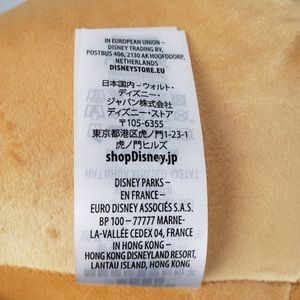 IN EUROPEAN UNION –
DISNEY TRADING BV,
POSTBUS 406, 2130 AK HOOFDDORP,
NETHERLANDS
DISNEYSTORE.EU
日本国内 – ウォルト・
ディズニー・
ジャパン株式会社
ディズニー・ストア
〒105-6355
東京都港区虎ノ門1-23-1
虎ノ門ヒルズ
shopDisney.jp
DISNEY PARKS –
EN FRANCE –
EURO DISNEY ASSOCIÉS S.A.S.
BP 100 – 77777 MARNE-
LA-VALLÉE CEDEX 04, FRANCE
IN HONG KONG –
HONG KONG DISNEYLAND RESORT,
LANTAU ISLAND, HONG KONG